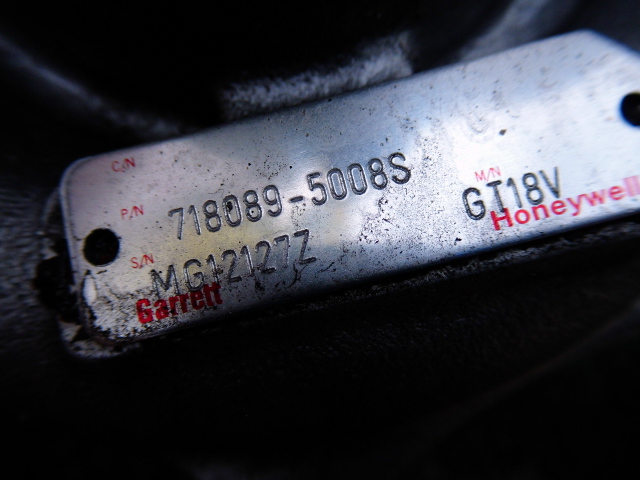 C/N
P/N 718089-5008S
M/N GT18V
Honeywell
S/N MG12127Z
Garrett